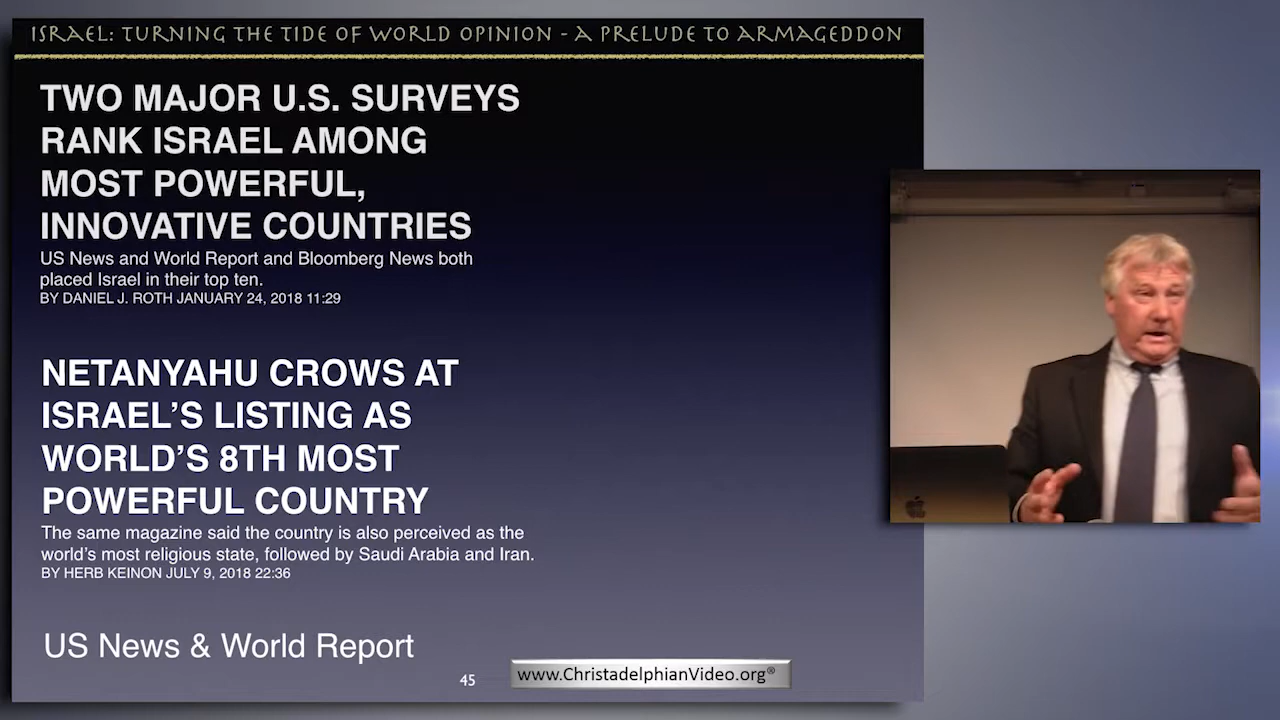 ISRAEL: TURNING THE TIDE OF WORLD OPINION - A PRELUDE TO ARMAGEDDON
TWO MAJOR U.S. SURVEYS
RANK ISRAEL AMONG
MOST POWERFUL,
INNOVATIVE COUNTRIES
US News and World Report and Bloomberg News both
placed Israel in their top ten.
BY DANIEL J. ROTH JANUARY 24, 2018 11:29
NETANYAHU CROWS AT
ISRAEL’S LISTING AS
WORLD’S 8TH MOST
POWERFUL COUNTRY
The same magazine said the country is also perceived as the
world’s most religious state, followed by Saudi Arabia and Iran.
BY HERB KEINON JULY 9, 2018 22:36
US News & World Report
45
www.ChristadelphianVideo.org®